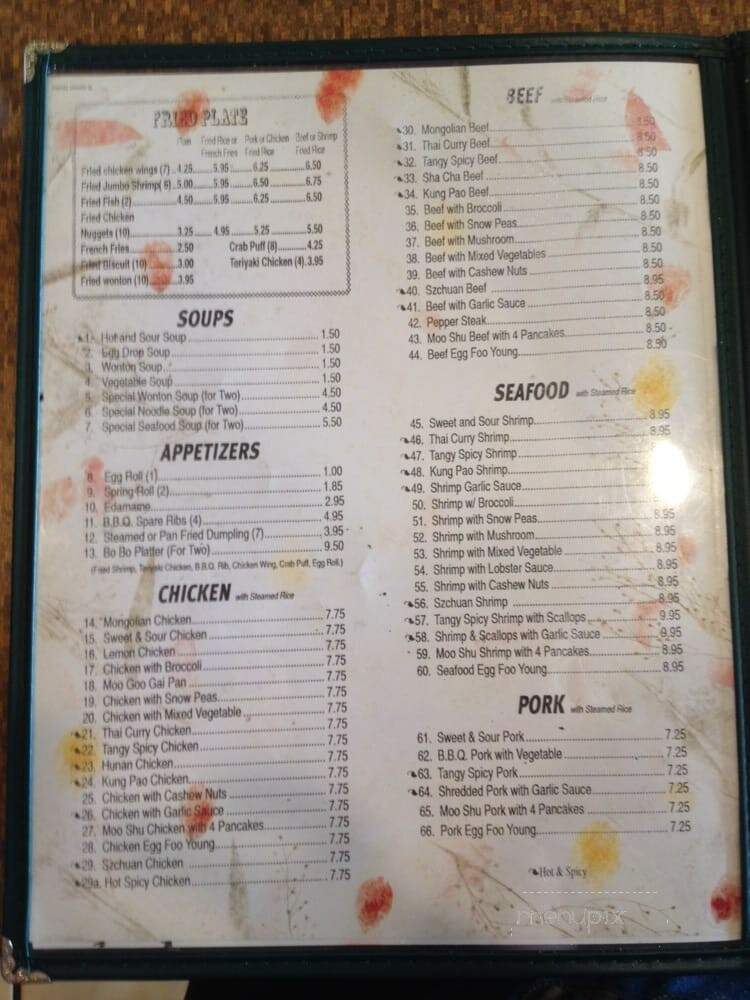 FRIED PLATE
Plain Fried Rice or Pork or Chicken Beef or Shrimp
French Fries Fried Rice Fried Rice
Fried chicken wings (7) 4.25 5.95 6.25 6.50
Fried Jumbo Shrimp( 6) 5.00 5.95 6.50 6.75
Fried Fish (2) 4.50 5.95 6.25 6.50
Fried Chicken
Nuggets (10) 3.25 4.95 5.25 5.50
French Fries 2.50 Crab Puff (8) 4.25
Fried Biscuit (10) 3.00 Teriyaki Chicken (4) 3.95
Fried wonton (10) 3.95
SOUPS
1. Hot and Sour Soup 1.50
2. Egg Drop Soup 1.50
3. Wonton Soup 1.50
4. Vegetable Soup 1.50
5. Special Wonton Soup (for Two) 4.50
6. Special Noodle Soup (for Two) 4.50
7. Special Seafood Soup (for Two) 5.50
APPETIZERS
8. Egg Roll (1) 1.00
9. Spring Roll (2) 1.85
10. Edamame 2.95
11. B.B.Q. Spare Ribs (4) 4.95
12. Steamed or Pan Fried Dumpling (7) 3.95
13. Bo Bo Platter (For Two) 9.50
(Fried Shrimp, Teriyaki Chicken, B.B.Q. Rib, Chicken Wing, Crab Puff, Egg Roll.)
CHICKEN with Steamed Rice
14. Mongolian Chicken 7.75
15. Sweet & Sour Chicken 7.75
16. Lemon Chicken 7.75
17. Chicken with Broccoli 7.75
18. Moo Goo Gai Pan 7.75
19. Chicken with Snow Peas 7.75
20. Chicken with Mixed Vegetable 7.75
21. Thai Curry Chicken 7.75
22. Tangy Spicy Chicken 7.75
23. Hunan Chicken 7.75
24. Kung Pao Chicken 7.75
25. Chicken with Cashew Nuts 7.75
26. Chicken with Garlic Sauce 7.75
27. Moo Shu Chicken with 4 Pancakes 7.75
28. Chicken Egg Foo Young 7.75
29. Szchuan Chicken 7.75
29a. Hot Spicy Chicken 7.75
BEEF
30. Mongolian Beef 8.50
31. Thai Curry Beef 8.50
32. Tangy Spicy Beef 8.50
33. Sha Cha Beef 8.50
34. Kung Pao Beef 8.50
35. Beef with Broccoli 8.50
36. Beef with Snow Peas 8.50
37. Beef with Mushroom 8.50
38. Beef with Mixed Vegetables 8.50
39. Beef with Cashew Nuts 8.50
40. Szchuan Beef 8.95
41. Beef with Garlic Sauce 8.50
42. Pepper Steak 8.50
43. Moo Shu Beef with 4 Pancakes 8.50
44. Beef Egg Foo Young
SEAFOOD with Steamed Rice
45. Sweet and Sour Shrimp 8.95
46. Thai Curry Shrimp 8.95
47. Tangy Spicy Shrimp
48. Kung Pao Shrimp
49. Shrimp Garlic Sauce
50. Shrimp w/ Broccoli
51. Shrimp with Snow Peas 8.95
52. Shrimp with Mushroom 8.95
53. Shrimp with Mixed Vegetable 8.95
54. Shrimp with Lobster Sauce 8.95
55. Shrimp with Cashew Nuts 8.95
56. Szchuan Shrimp 8.95
57. Tangy Spicy Shrimp with Scallops 9.95
58. Shrimp & Scallops with Garlic Sauce 9.95
59. Moo Shu Shrimp with 4 Pancakes 8.95
60. Seafood Egg Foo Young 8.95
PORK with Steamed Rice
61. Sweet & Sour Pork 7.25
62. B.B.Q. Pork with Vegetable 7.25
63. Tangy Spicy Pork 7.25
64. Shredded Pork with Garlic Sauce 7.25
65. Moo Shu Pork with 4 Pancakes 7.25
66. Pork Egg Foo Young 7.25
Hot & Spicy
menupix